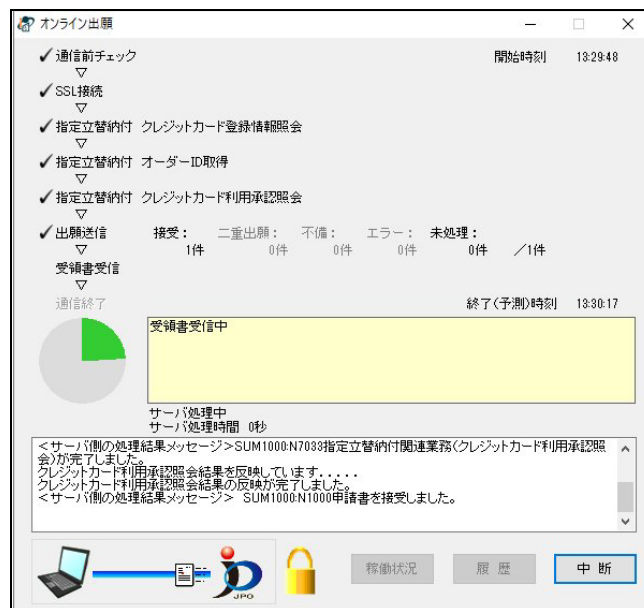 オンライン出願
通信前チェック 開始時刻 13:29:48
▽
SSL接続
▽
指定立替納付 クレジットカード登録情報照会
▽
指定立替納付 オーダーID取得
▽
指定立替納付 クレジットカード利用承認照会
▽
出願送信 接受： 二重出願： 不備： エラー： 未処理：
▽ 1件 0件 0件 0件 0件 ／1件
受領書受信
▽
通信終了 終了(予測)時刻 13:30:17
受領書受信中
サーバ処理中
サーバ処理時間 0秒
<サーバ側の処理結果メッセージ>SUM1000:N7033指定立替納付関連業務(クレジットカード利用承認照
会)が完了しました。
クレジットカード利用承認照会結果を反映しています.....
クレジットカード利用承認照会結果の反映が完了しました。
<サーバ側の処理結果メッセージ> SUM1000:N1000申請書を接受しました。
JPO
稼働状況 履 歴 中 断